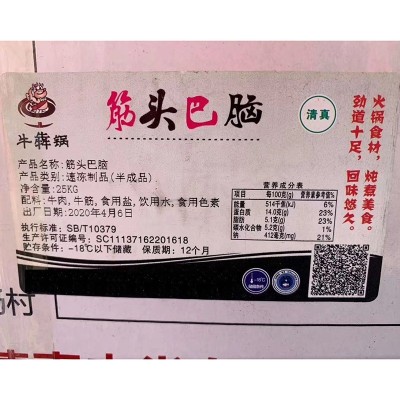 牛犇锅
筋头巴脑
清真
火锅食材，炖煮美食。
劲道十足，回味悠久。
产品名称：筋头巴脑
产品类别：速冻制品（半成品）
净含量：25KG
配料：牛肉，牛筋，食用盐，饮用水，食用色素
出厂日期：2020年4月6日
执行标准：SB/T10379
生产许可证编号：SC11137162201618
贮存条件：-18℃以下储藏 保质期：12个月
营养成分表
项目 每100克(g) 营养素参考值%
能量 514千焦(kJ) 6%
蛋白质 14.0克(g) 23%
脂肪 5.1克(g) 23%
碳水化合物 5.2克(g) 1%
钠 412毫克(mg) 21%
-18℃
村